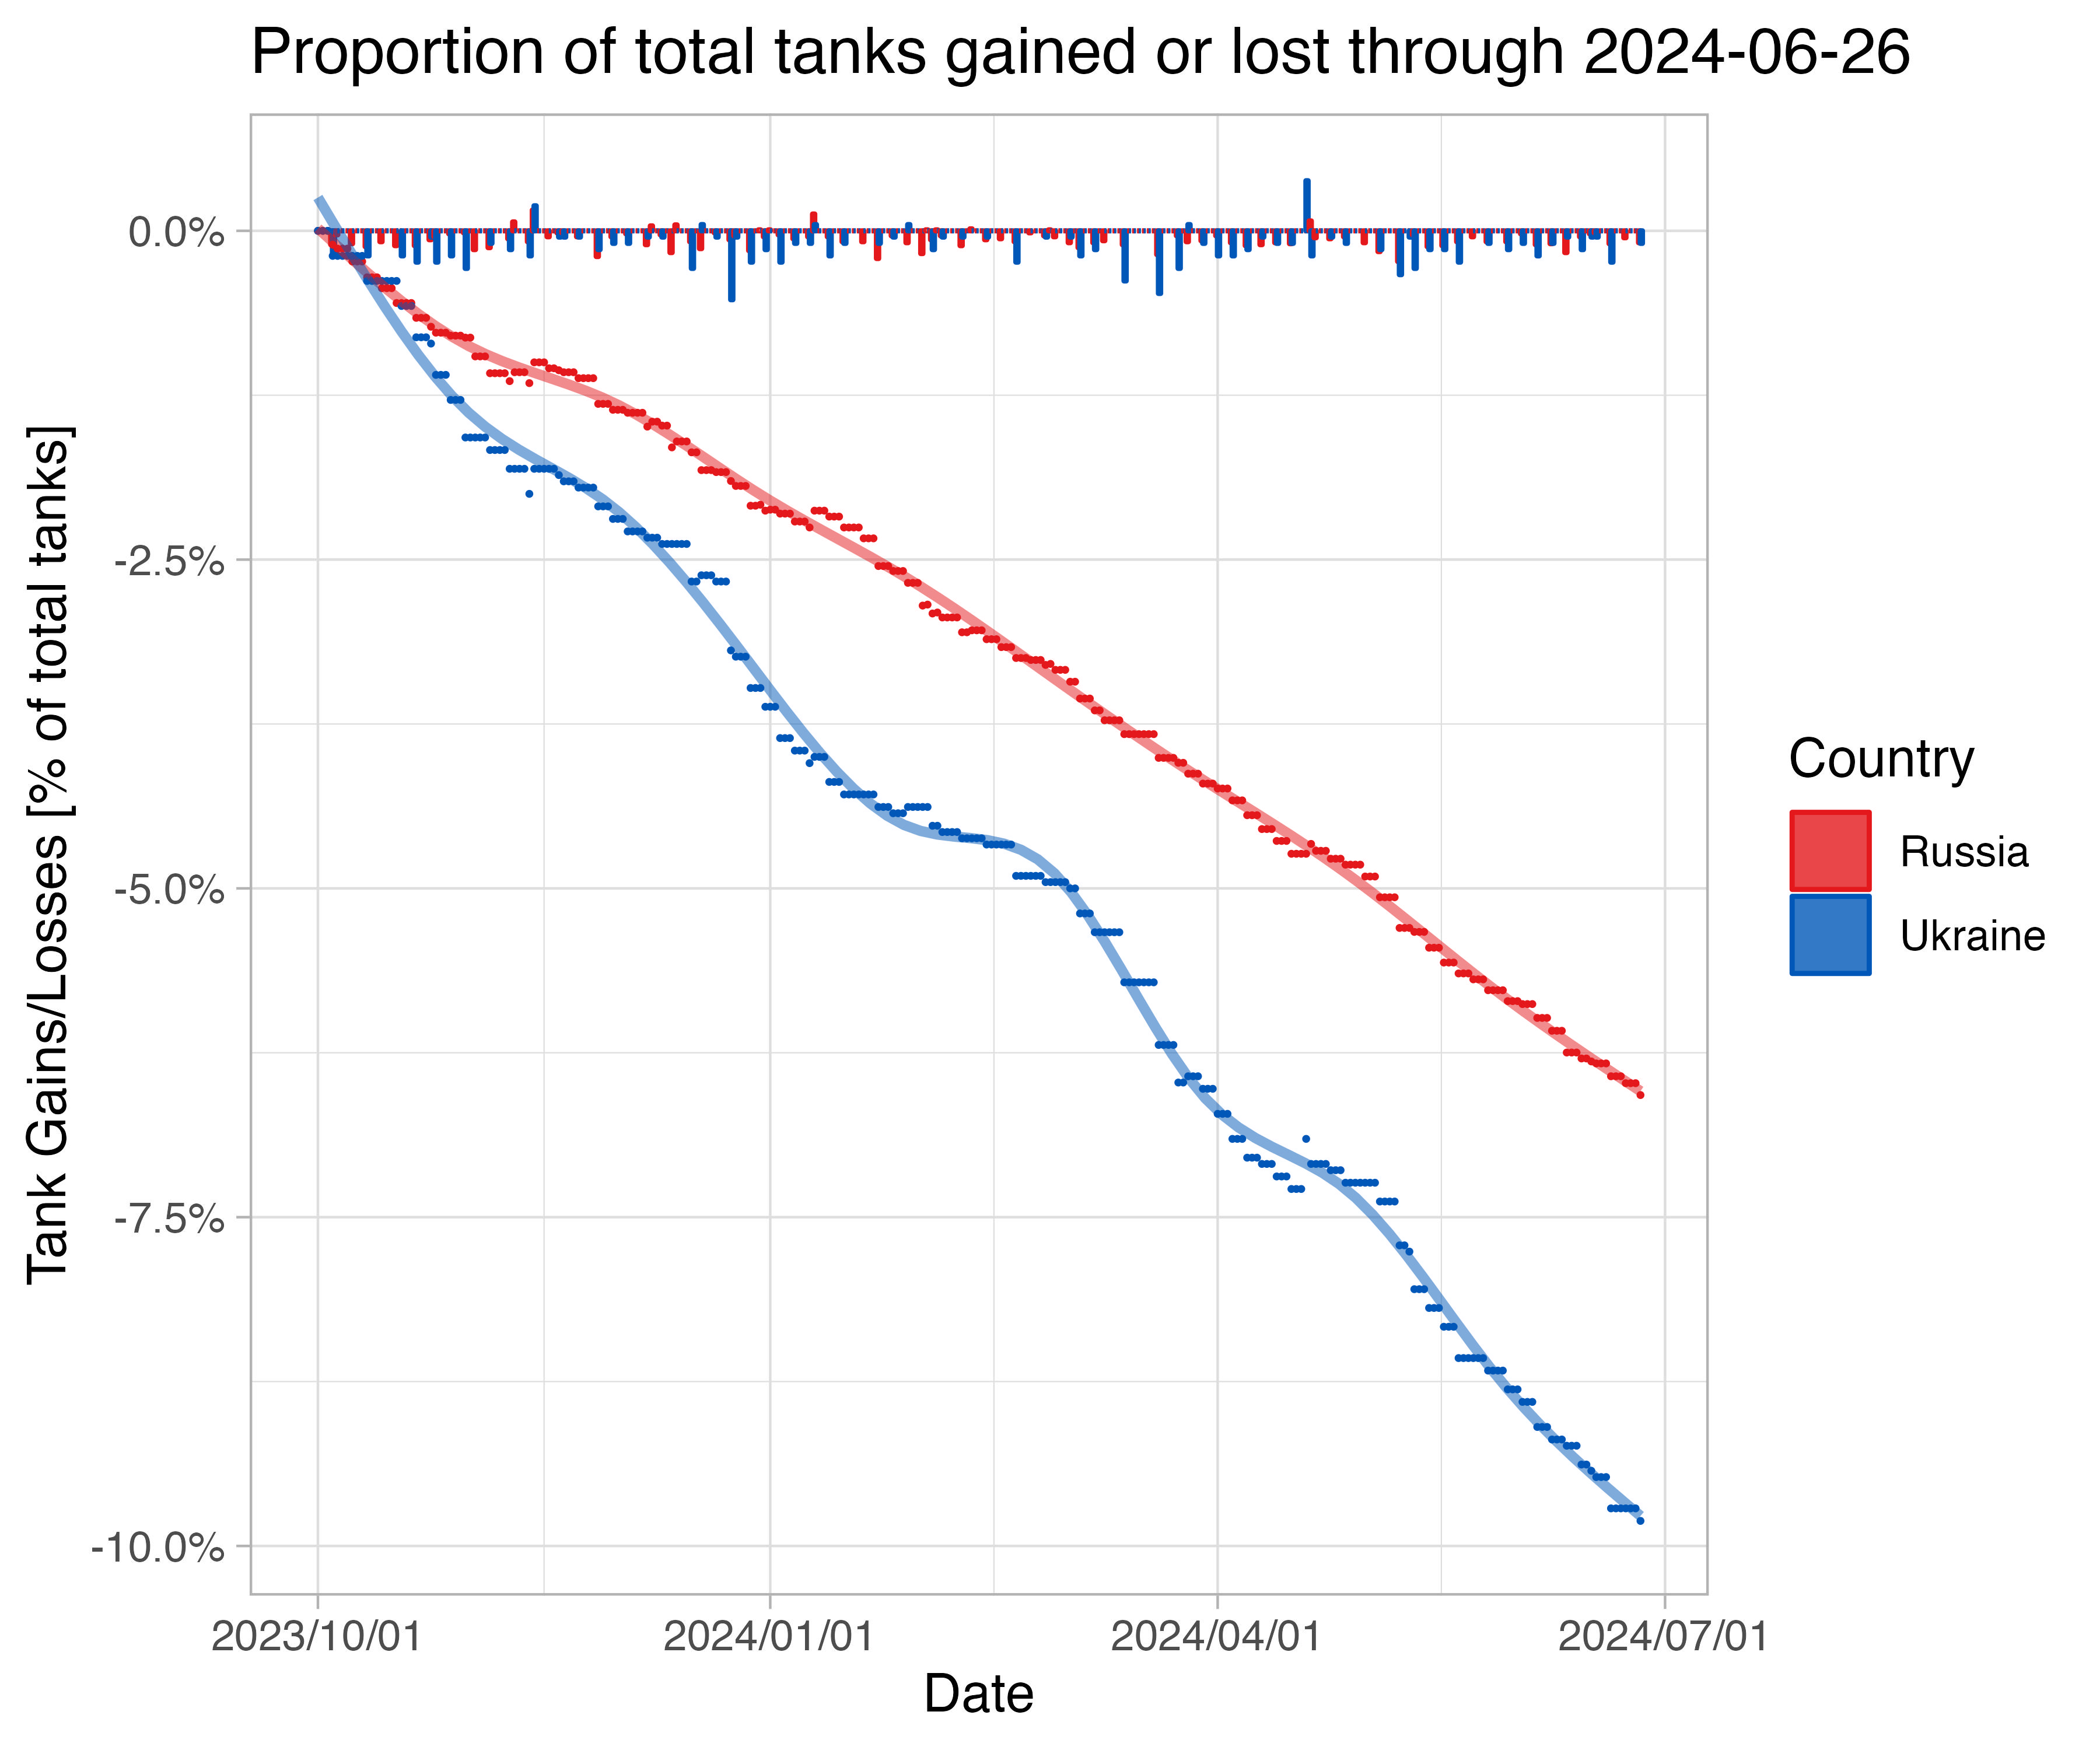 Proportion of total tanks gained or lost through 2024-06-26
Tank Gains/Losses [% of total tanks]
0.0%
-2.5%
-5.0%
-7.5%
-10.0%
2023/10/01
2024/01/01
2024/04/01
2024/07/01
Date
Country
Russia
Ukraine